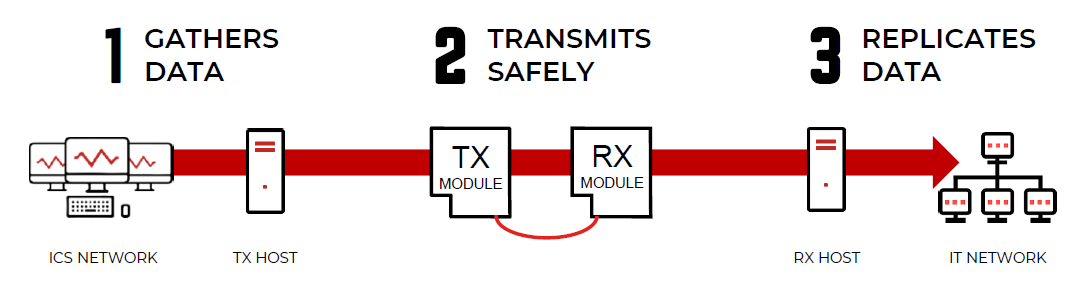 1 GATHERS
DATA
2 TRANSMITS
SAFELY
3 REPLICATES
DATA
TX
MODULE
RX
MODULE
ICS NETWORK
TX HOST
RX HOST
IT NETWORK